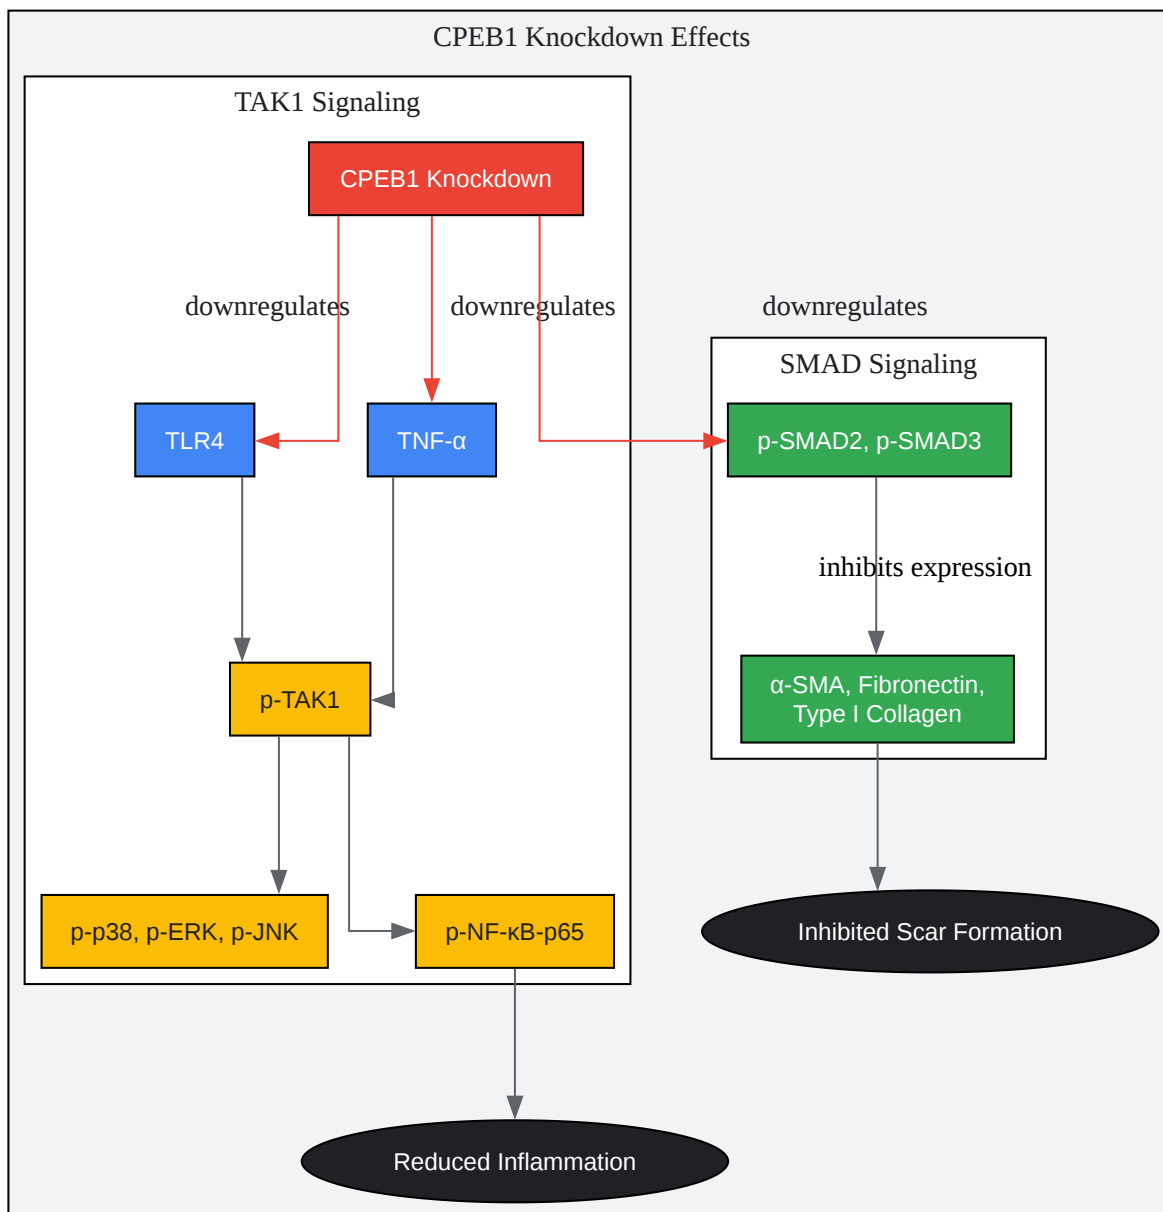 CPEB1 Knockdown Effects
TAK1 Signaling
CPEB1 Knockdown
downregulates
downregulates
downregulates
SMAD Signaling
TLR4
TNF-α
p-SMAD2, p-SMAD3
inhibits expression
p-TAK1
α-SMA, Fibronectin,
Type I Collagen
p-p38, p-ERK, p-JNK
p-NF-κB-p65
Inhibited Scar Formation
Reduced Inflammation